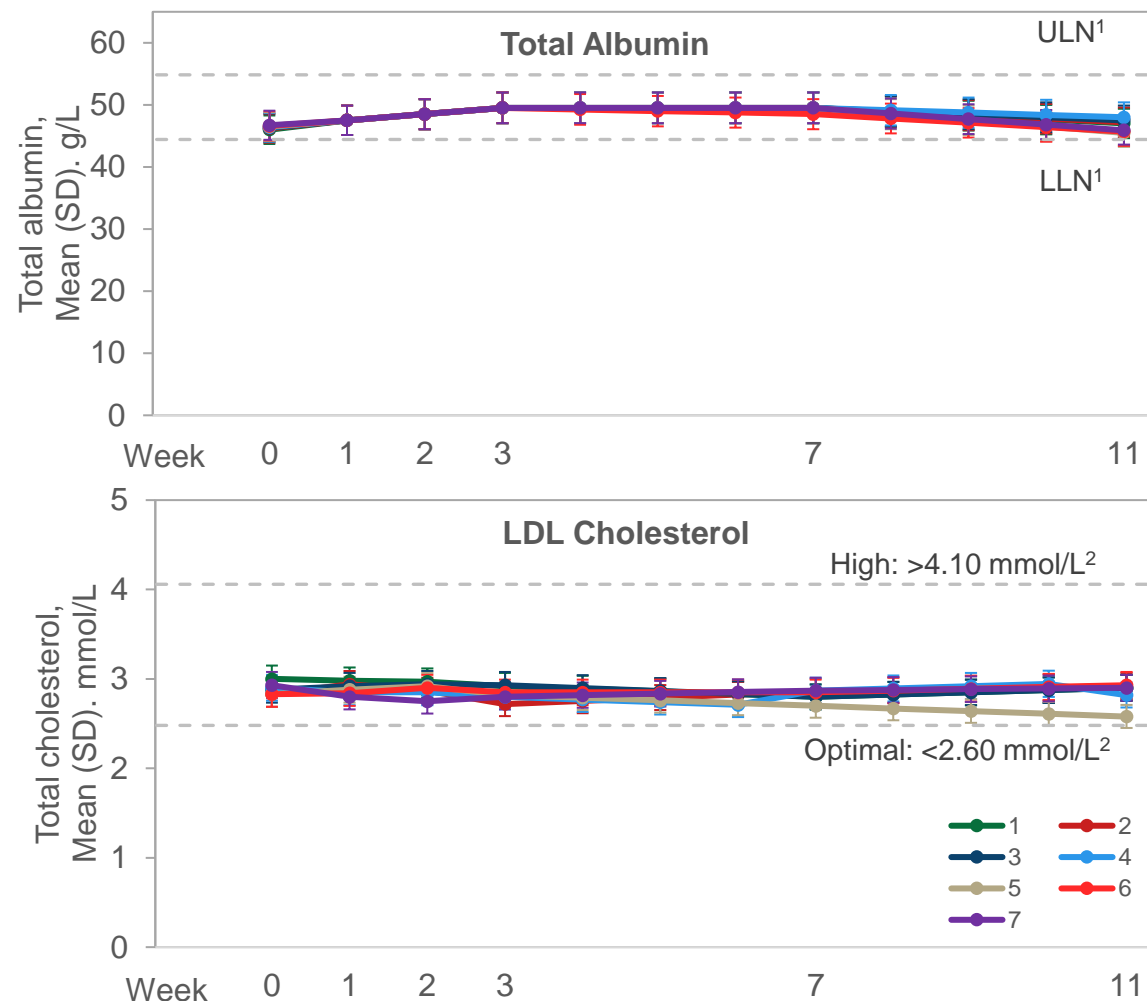 Total Albumin
ULN¹
LLN¹
Total albumin,
Mean (SD). g/L
60
50
40
30
20
10
0
Week 0 1 2 3 7 11
LDL Cholesterol
High: >4.10 mmol/L²
Optimal: <2.60 mmol/L²
Total cholesterol,
Mean (SD). mmol/L
5
4
3
2
1
0
1 2
3 4
5 6
7
Week 0 1 2 3 7 11